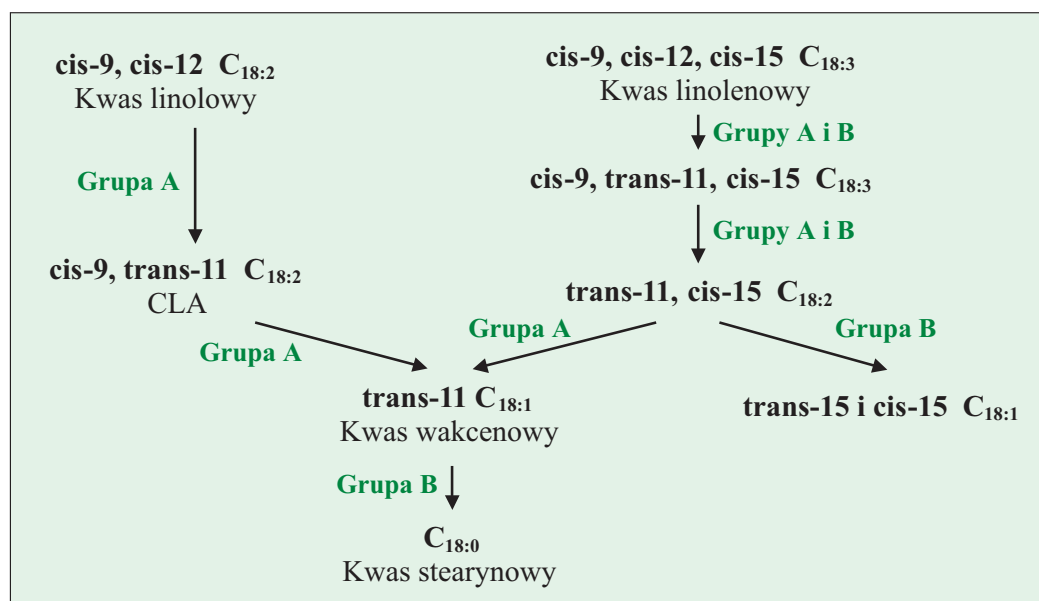 cis-9, cis-12 C18:2
Kwas linolowy
Grupa A
cis-9, trans-11 C18:2
CLA
Grupa A
cis-9, cis-12, cis-15 C18:3
Kwas linolenowy
Grupy A i B
cis-9, trans-11, cis-15 C18:3
Grupy A i B
trans-11, cis-15 C18:2
Grupa A
Grupa B
trans-11 C18:1
Kwas wakcenowy
trans-15 i cis-15 C18:1
Grupa B
C18:0
Kwas stearynowy